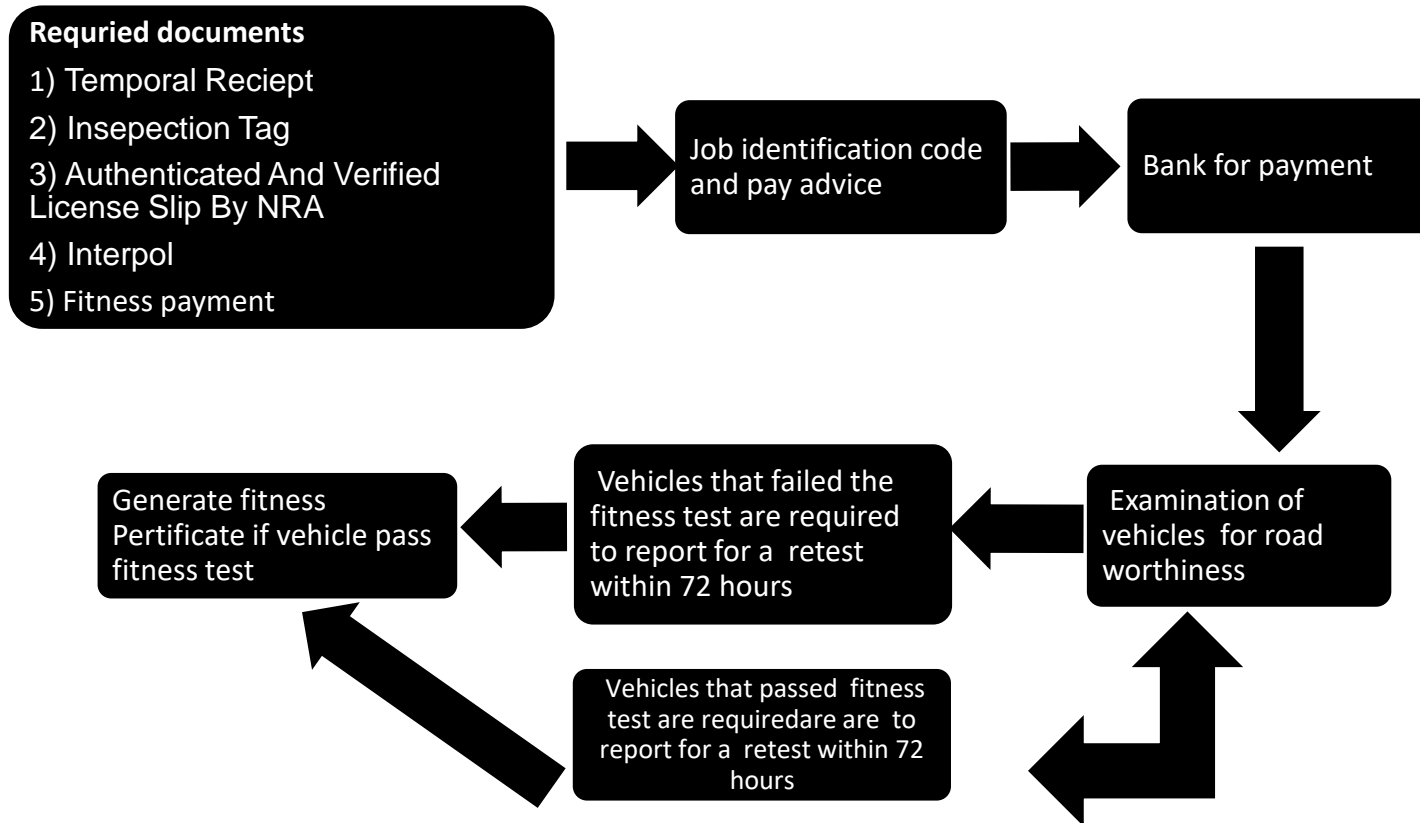 Requried documents
1) Temporal Reciept
2) Insepection Tag
3) Authenticated And Verified
License Slip By NRA
4) Interpol
5) Fitness payment
Job identification code
and pay advice
Bank for payment
Examination of
vehicles for road
worthiness
Vehicles that failed the
fitness test are required
to report for a retest
within 72 hours
Generate fitness
Pertificate if vehicle pass
fitness test
Vehicles that passed fitness
test are requiredare are to
report for a retest within 72
hours